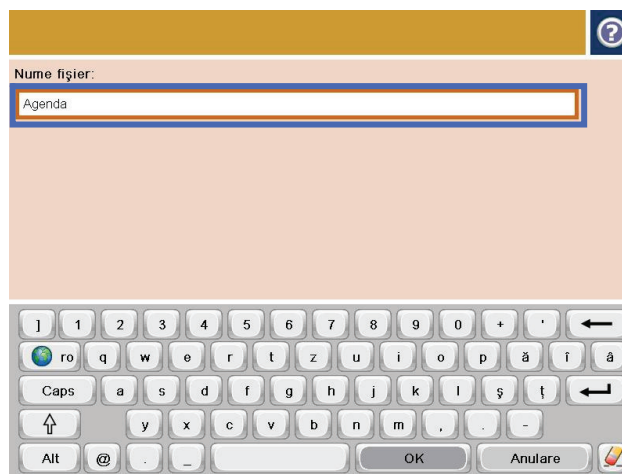 ?
Nume fişier:
Agenda
] 1 2 3 4 5 6 7 8 9 0 + '
ro q w e r t z u i o p ă î â
Caps a s d f g h j k l ş ţ
y x c v b n m , . -
Alt @ . _ OK Anulare